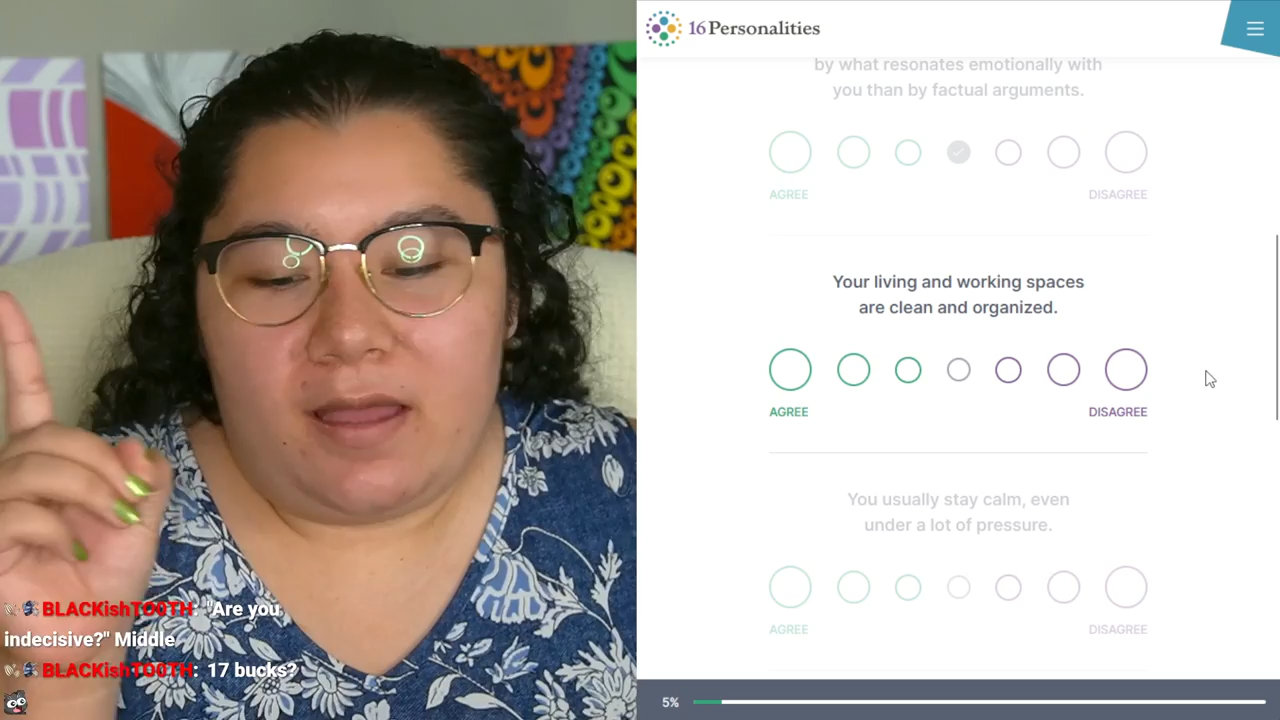 16Personalities
by what resonates emotionally with
you than by factual arguments.
AGREE
DISAGREE
Your living and working spaces
are clean and organized.
AGREE
DISAGREE
You usually stay calm, even
under a lot of pressure.
AGREE
DISAGREE
5%
BLACKishTO0TH: "Are you
indecisive?" Middle
BLACKishTO0TH: 17 bucks?